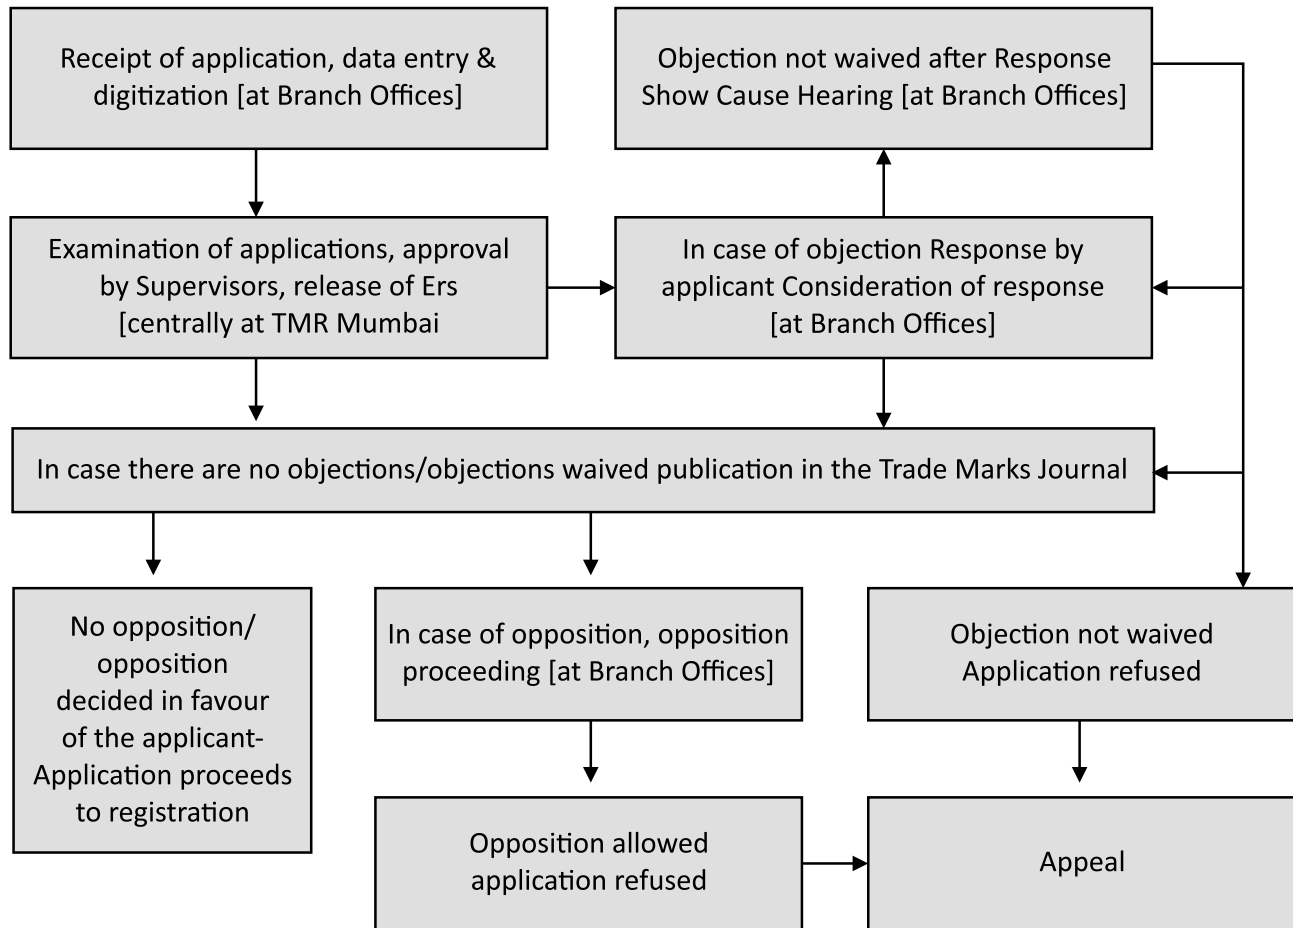 Receipt of application, data entry &
digitization [at Branch Offices]
Objection not waived after Response
Show Cause Hearing [at Branch Offices]
Examination of applications, approval
by Supervisors, release of Ers
[centrally at TMR Mumbai
In case of objection Response by
applicant Consideration of response
[at Branch Offices]
In case there are no objections/objections waived publication in the Trade Marks Journal
No opposition/
opposition
decided in favour
of the applicant-
Application proceeds
to registration
In case of opposition, opposition
proceeding [at Branch Offices]
Objection not waived
Application refused
Opposition allowed
application refused
Appeal